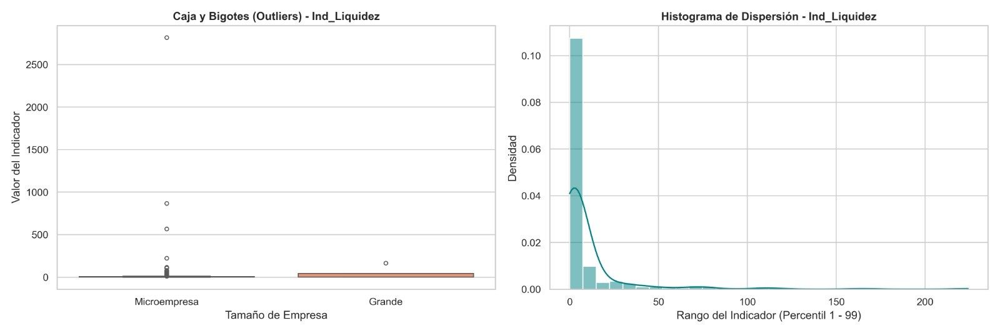 Caja y Bigotes (Outliers) - Ind_Liquidez
Valor del Indicador
2500
2000
1500
1000
500
0
Microempresa
Grande
Tamaño de Empresa
Histograma de Dispersión - Ind_Liquidez
Densidad
0.10
0.08
0.06
0.04
0.02
0.00
0
50
100
150
200
Rango del Indicador (Percentil 1 - 99)